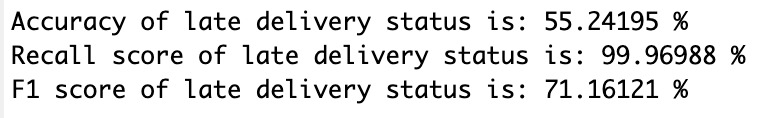 Accuracy of late delivery status is: 55.24195 %
Recall score of late delivery status is: 99.96988 %
F1 score of late delivery status is: 71.16121 %